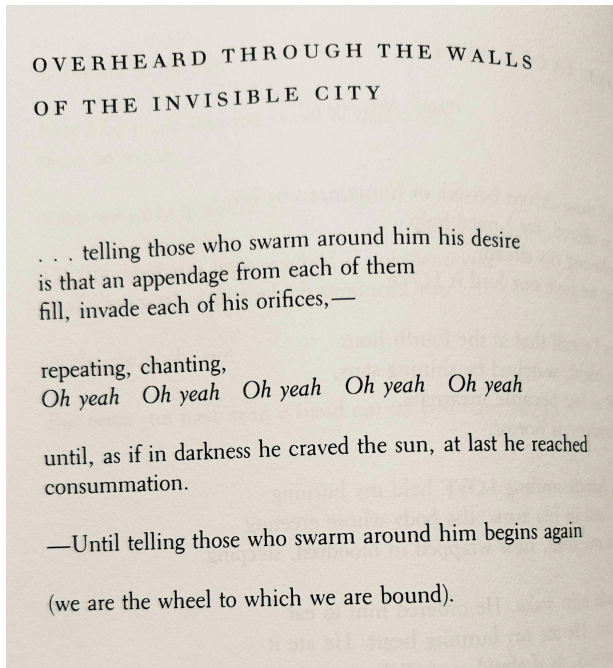 OVERHEARD THROUGH THE WALLS
OF THE INVISIBLE CITY
. . . telling those who swarm around him his desire
is that an appendage from each of them
fill, invade each of his orifices,—
repeating, chanting,
Oh yeah Oh yeah Oh yeah Oh yeah Oh yeah
until, as if in darkness he craved the sun, at last he reached
consummation.
—Until telling those who swarm around him begins again
(we are the wheel to which we are bound).